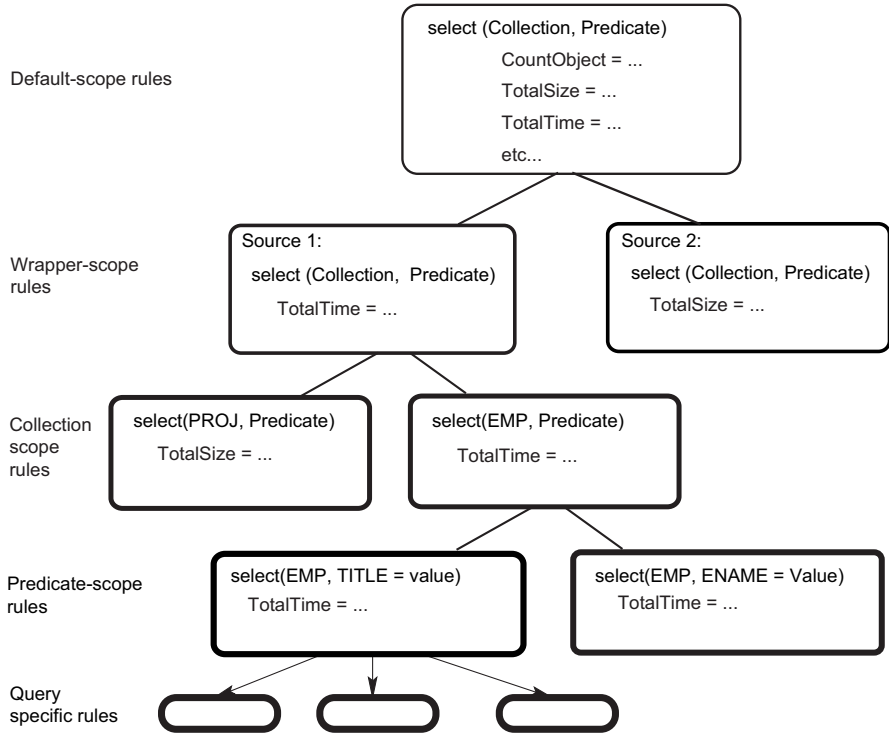 select (Collection, Predicate)
CountObject = ...
Default-scope rules
TotalSize = ...
TotalTime = ...
etc...
Source 1:
Source 2:
Wrapper-scope
rules
select (Collection, Predicate)
select (Collection, Predicate)
TotalTime = ...
TotalSize = ...
Collection
scope
rules
select(PROJ, Predicate)
TotalSize = ...
select(EMP, Predicate)
TotalTime = ...
Predicate-scope
rules
select(EMP, TITLE = value)
TotalTime = ...
select(EMP, ENAME = Value)
TotalTime = ...
Query
specific rules